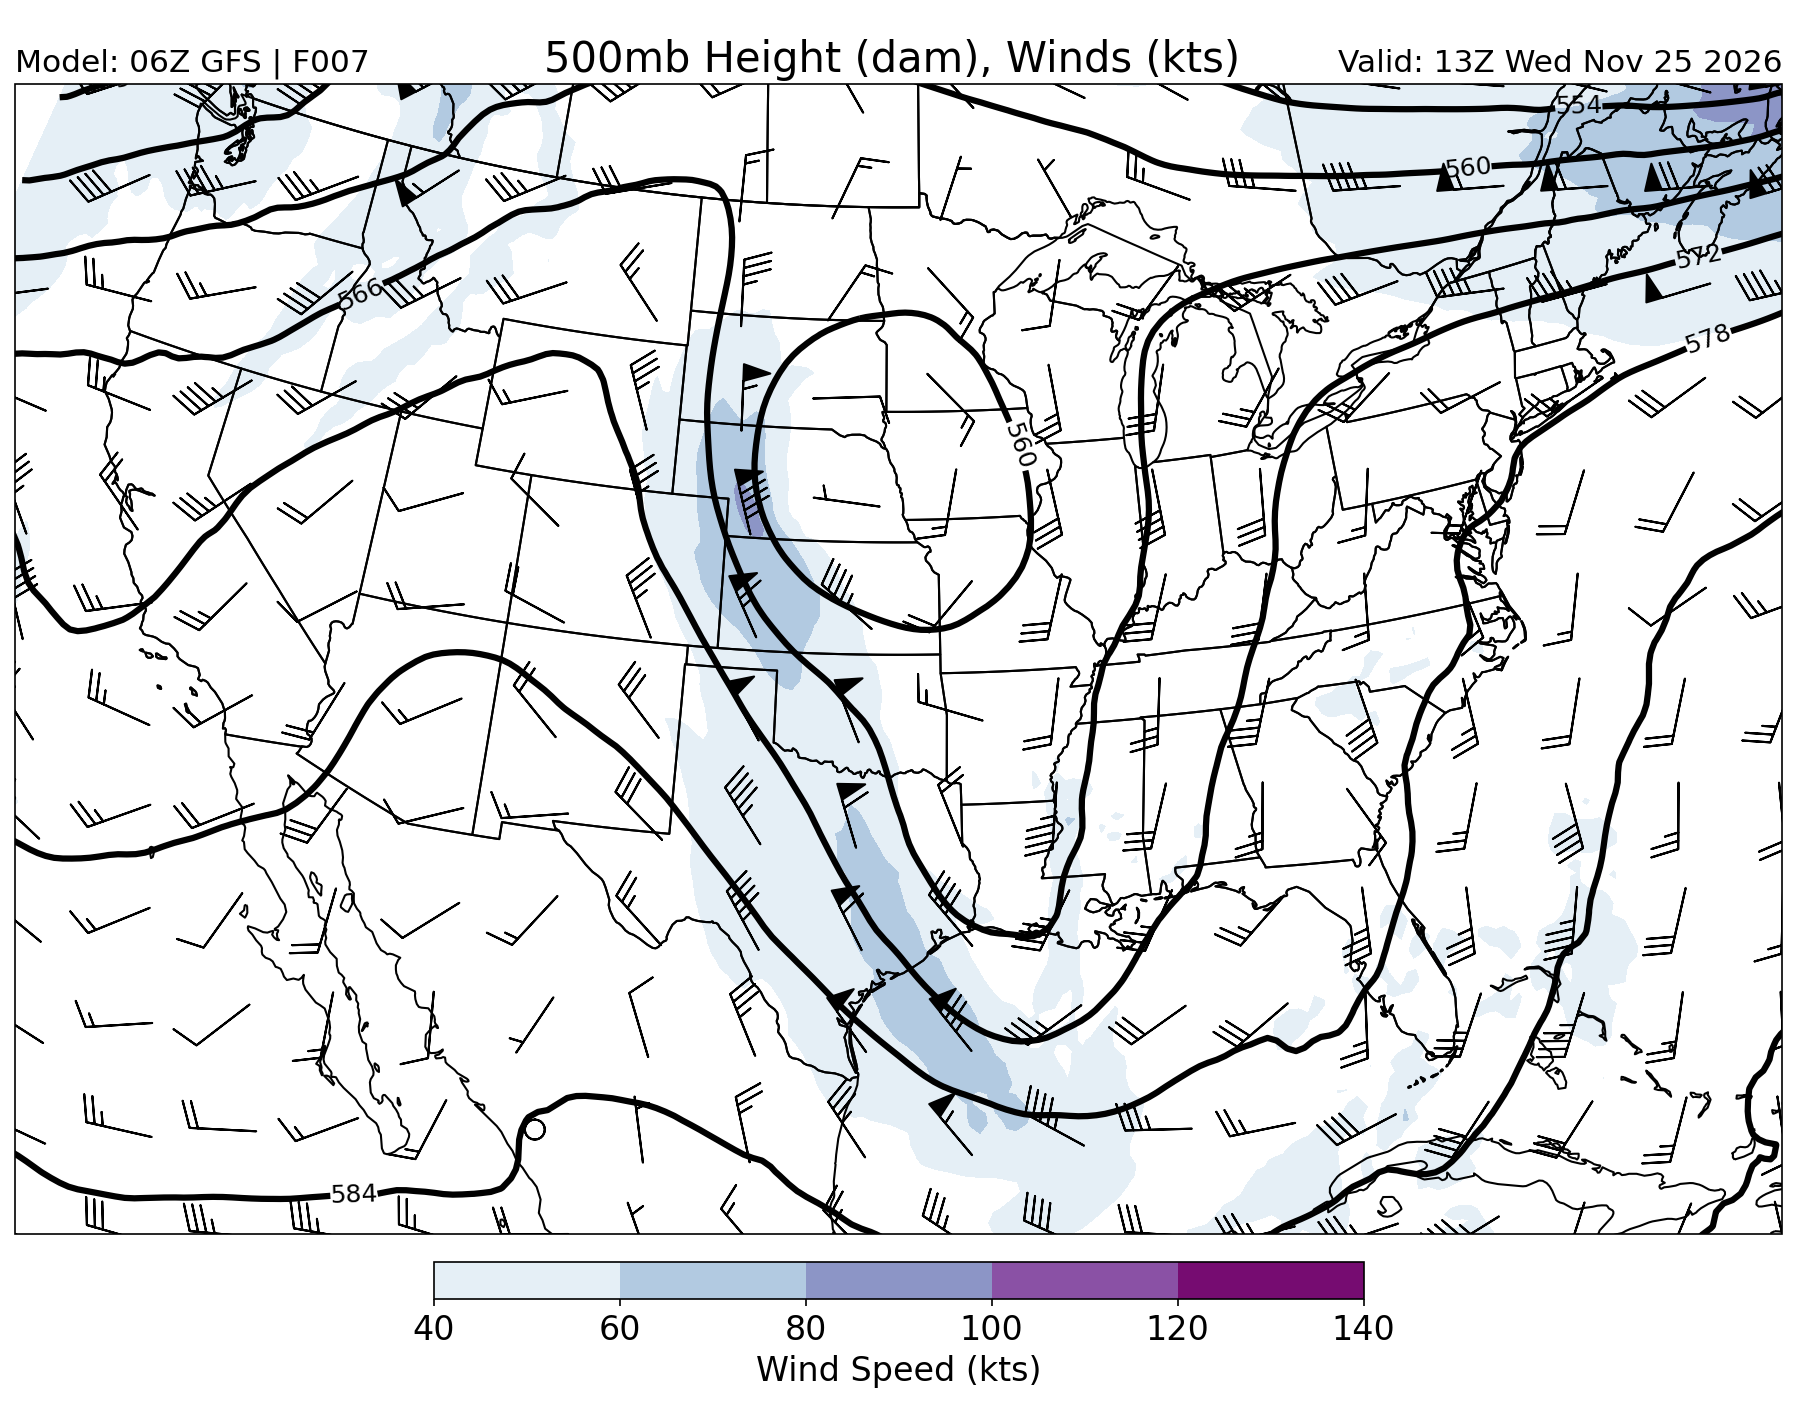 Model: 06Z GFS | F007
500mb Height (dam), Winds (kts)
Valid: 13Z Wed Nov 25 2026
554
560
572
566
578
560
584
40 60 80 100 120 140
Wind Speed (kts)